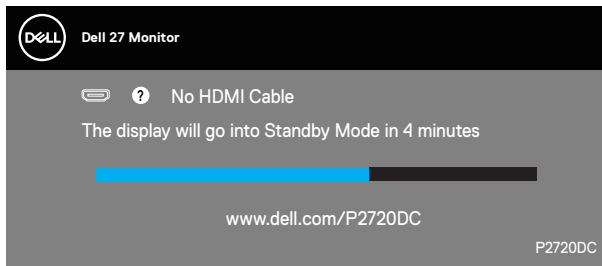 DELL
Dell 27 Monitor
? No HDMI Cable
The display will go into Standby Mode in 4 minutes
www.dell.com/P2720DC
P2720DC